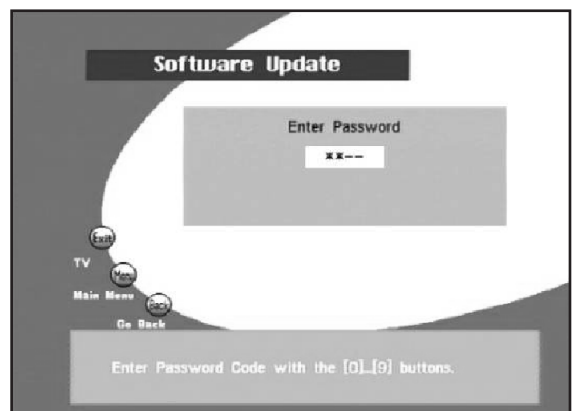 Software Update
Enter Password
**--
Exit
TV
Menu
Main Menu
Back
Go Back
Enter Password Code with the [0]...[9] buttons.